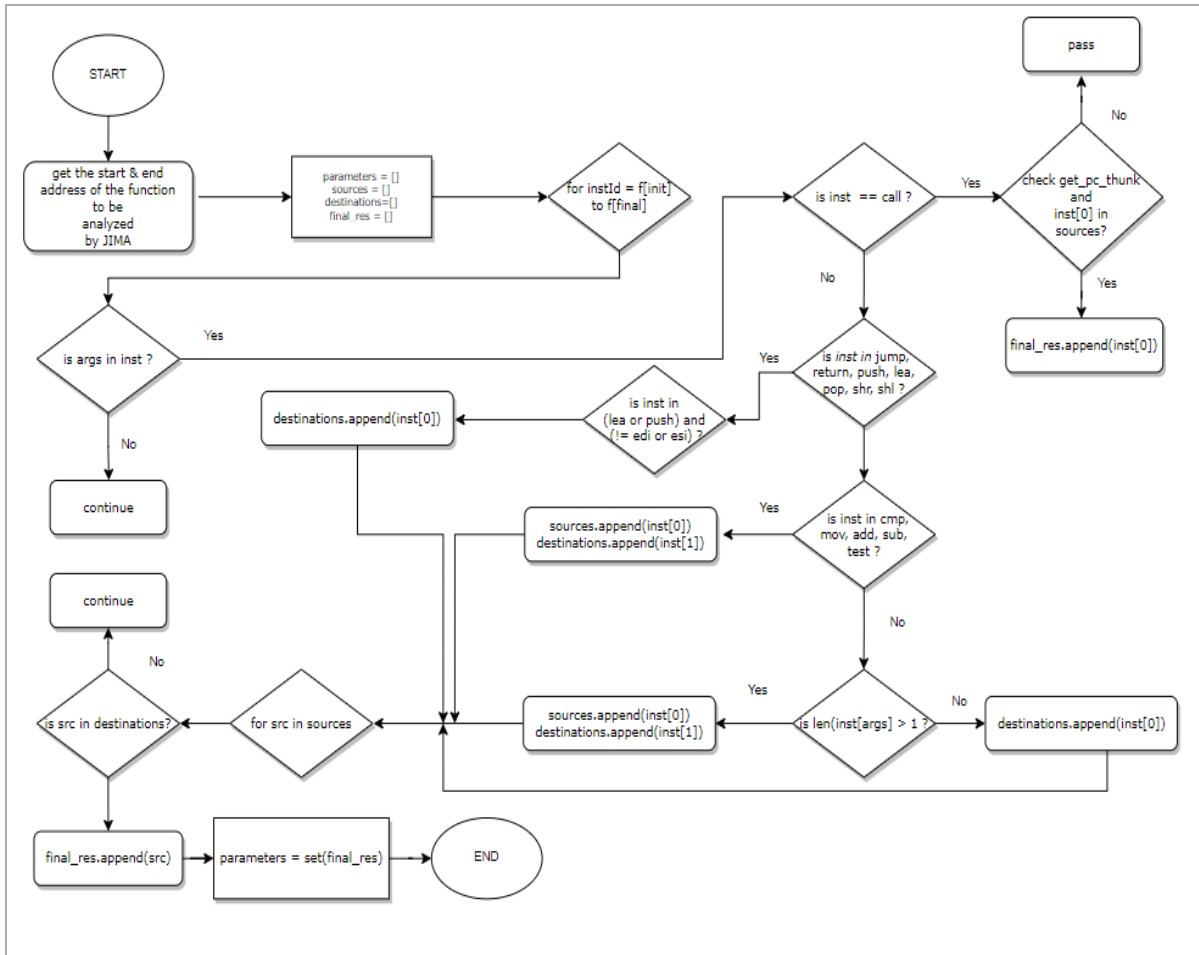 START
get the start & end
address of the function
to be
analyzed
by JIMA
parameters = []
sources = []
destinations=[]
final_res = []
for instId = f[init]
to f[final]
is args in inst ?
Yes
No
continue
is inst  == call ?
Yes
No
check get_pc_thunk
and
inst[0] in
sources?
No
pass
Yes
final_res.append(inst[0])
is inst in jump,
return, push, lea,
pop, shr, shl ?
Yes
is inst in
(lea or push) and
(!= edi or esi) ?
destinations.append(inst[0])
is inst in cmp,
mov, add, sub,
test ?
Yes
sources.append(inst[0])
destinations.append(inst[1])
No
is len(inst[args] > 1 ?
Yes
sources.append(inst[0])
destinations.append(inst[1])
No
destinations.append(inst[0])
for src in sources
is src in destinations?
No
continue
final_res.append(src)
parameters = set(final_res)
END